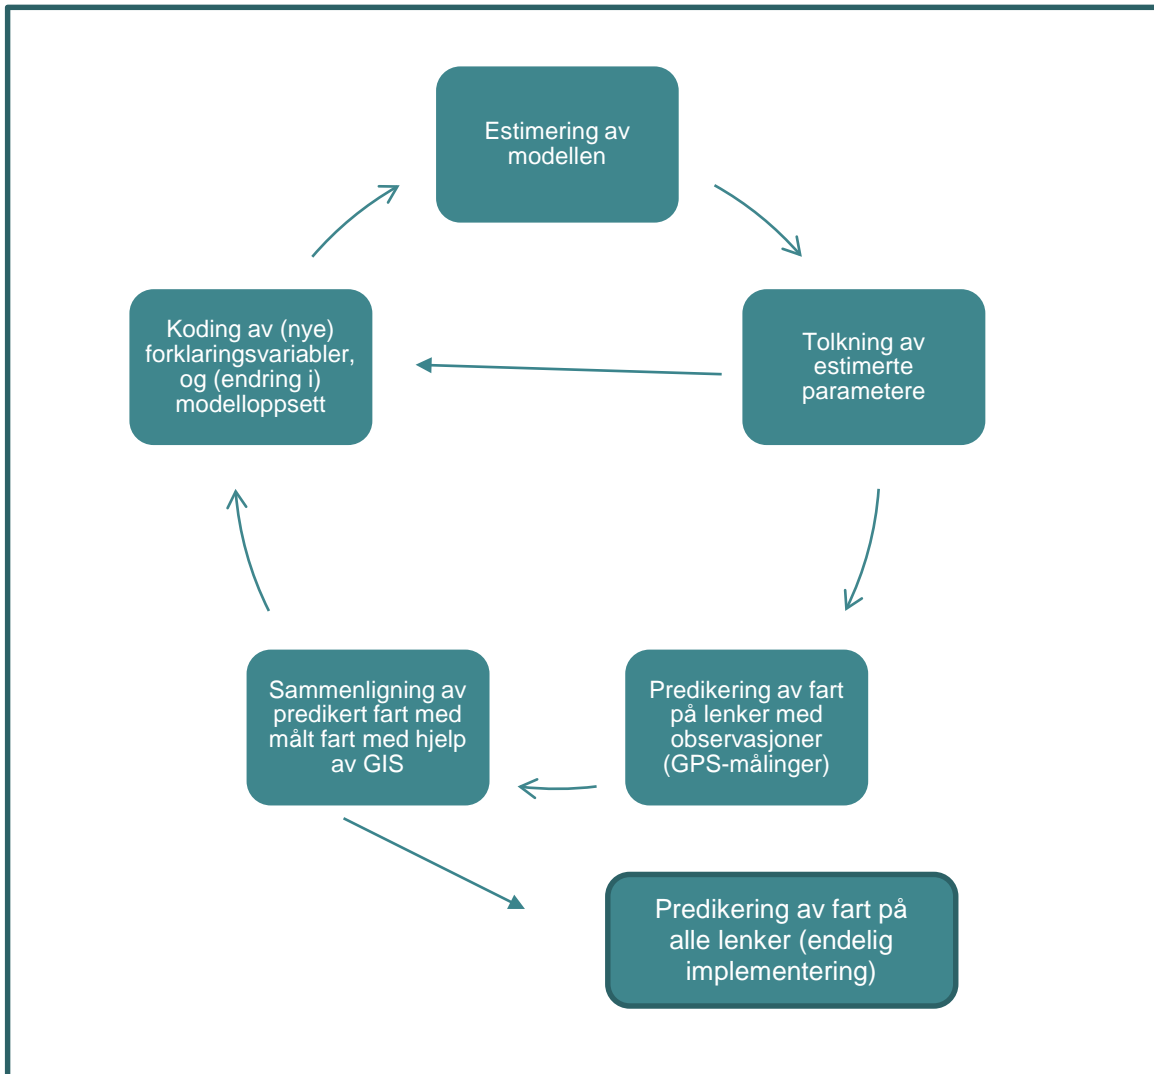 Estimering av
modellen
Tolkning av
estimerte
parametere
Koding av (nye)
forklaringsvariabler,
og (endring i)
modelloppsett
Sammenligning av
predikert fart med
målt fart med hjelp
av GIS
Predikering av fart
på lenker med
observasjoner
(GPS-målinger)
Predikering av fart på
alle lenker (endelig
implementering)